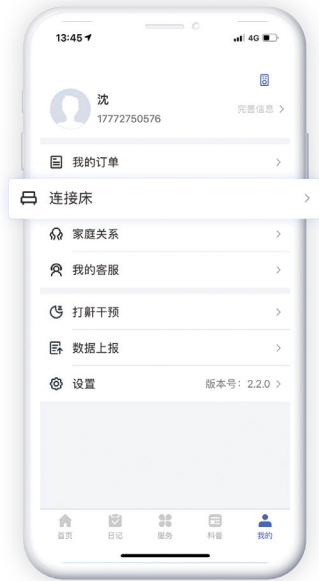 13:45
4G
沈
17772750576
完善信息
我的订单
连接床
家庭关系
我的客服
打鼾干预
数据上报
设置 版本号：2.2.0
首页 日记 服务 科普 我的